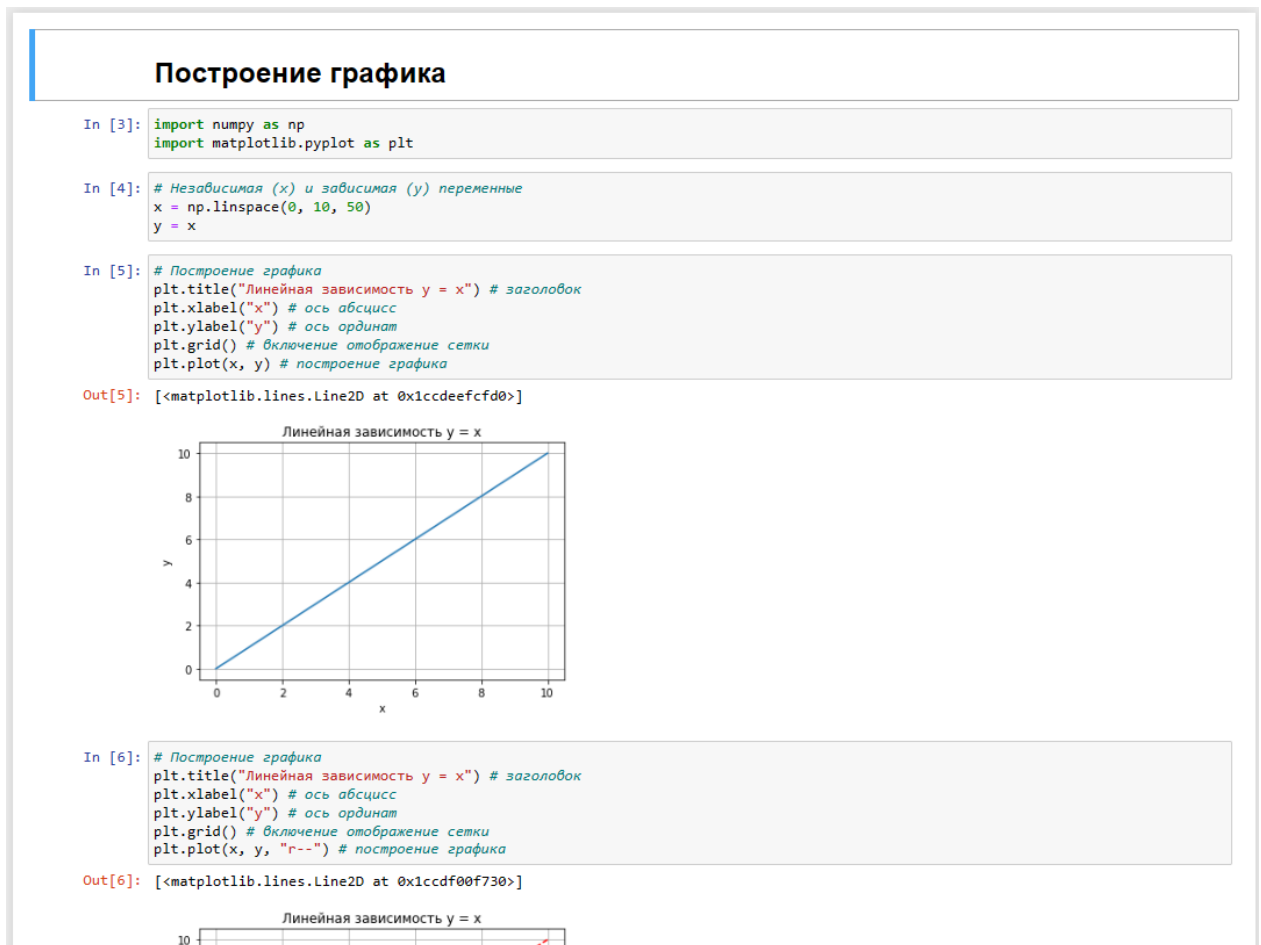 Построение графика
In [3]: import numpy as np
import matplotlib.pyplot as plt
In [4]: # Независимая (x) и зависимая (y) переменные
x = np.linspace(0, 10, 50)
y = x
In [5]: # Построение графика
plt.title("Линейная зависимость y = x") # заголовок
plt.xlabel("x") # ось абсцисс
plt.ylabel("y") # ось ординат
plt.grid() # включение отображение сетки
plt.plot(x, y) # построение графика
Out[5]: [<matplotlib.lines.Line2D at 0x1ccdeefcfd0>]
Линейная зависимость y = x
10
8
6
y
4
2
0
0 2 4 6 8 10
x
In [6]: # Построение графика
plt.title("Линейная зависимость y = x") # заголовок
plt.xlabel("x") # ось абсцисс
plt.ylabel("y") # ось ординат
plt.grid() # включение отображение сетки
plt.plot(x, y, "r--") # построение графика
Out[6]: [<matplotlib.lines.Line2D at 0x1ccdf00f730>]
Линейная зависимость y = x
10